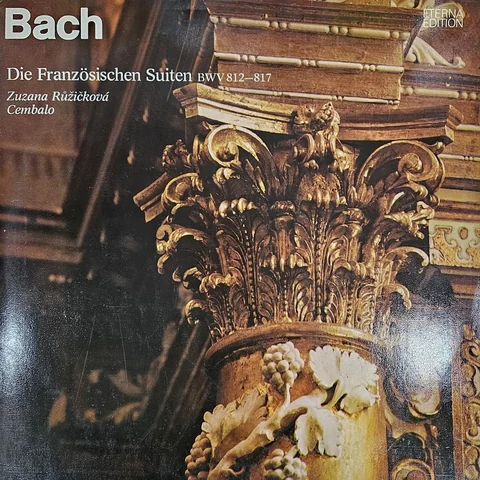 Bach
ETERNA
EDITION
Die Französischen Suiten BWV 812–817
Zuzana Růžičková
Cembalo